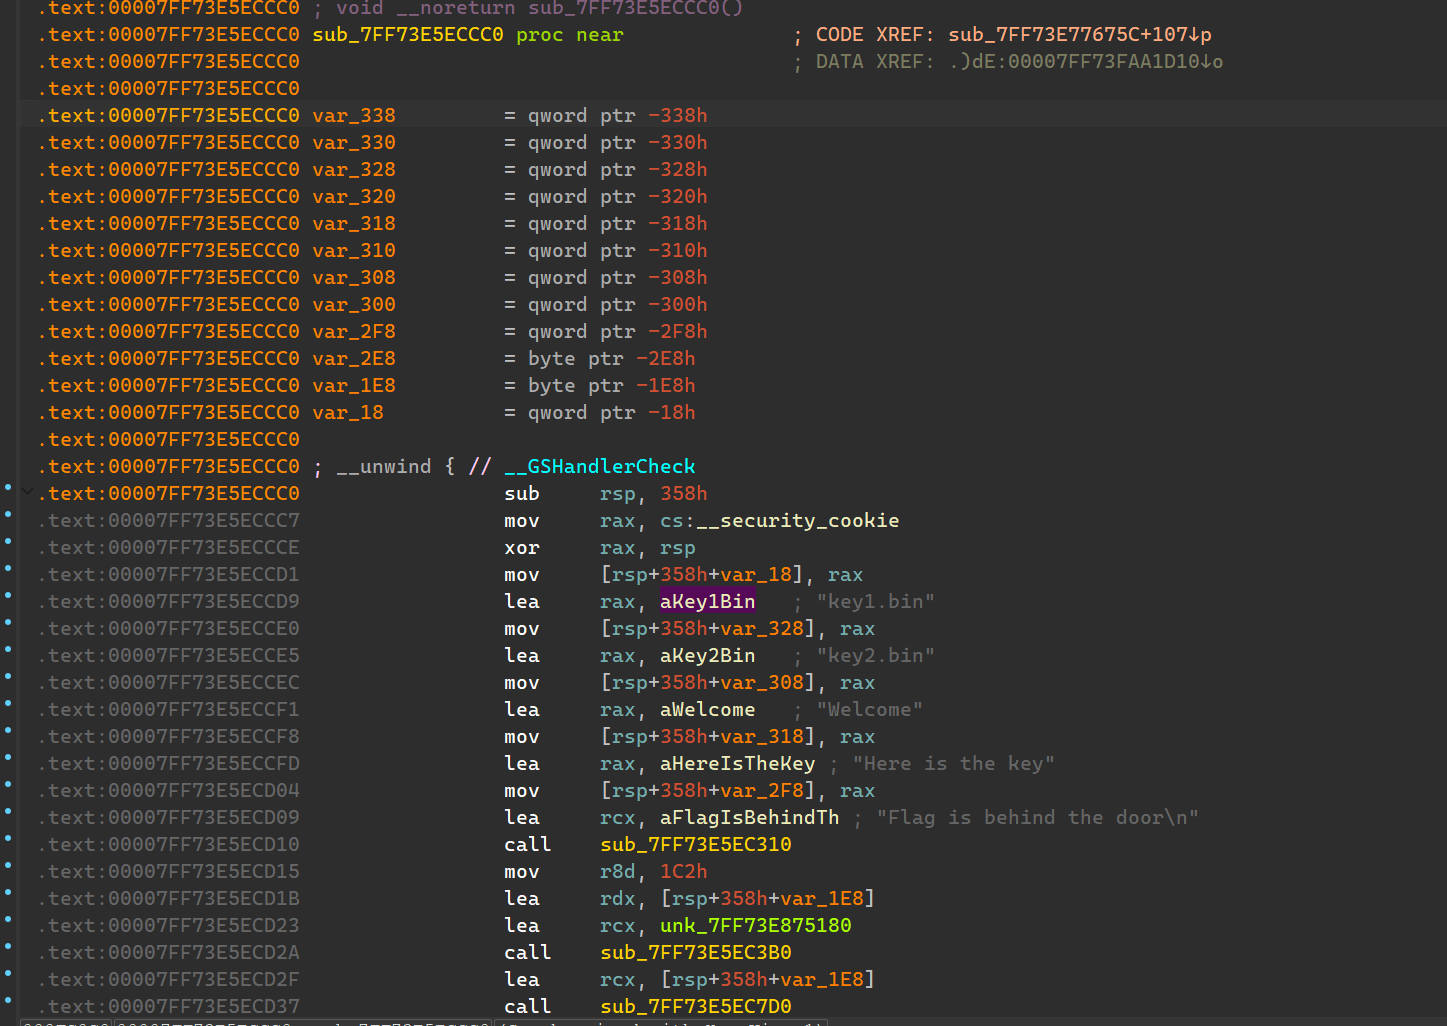 .text:00007FF73E5ECCC0 ; void __noreturn sub_7FF73E5ECCC0()
.text:00007FF73E5ECCC0 sub_7FF73E5ECCC0 proc near ; CODE XREF: sub_7FF73E77675C+107↓p
.text:00007FF73E5ECCC0 ; DATA XREF: .)dE:00007FF73FAA1D10↓o
.text:00007FF73E5ECCC0
.text:00007FF73E5ECCC0 var_338 = qword ptr -338h
.text:00007FF73E5ECCC0 var_330 = qword ptr -330h
.text:00007FF73E5ECCC0 var_328 = qword ptr -328h
.text:00007FF73E5ECCC0 var_320 = qword ptr -320h
.text:00007FF73E5ECCC0 var_318 = qword ptr -318h
.text:00007FF73E5ECCC0 var_310 = qword ptr -310h
.text:00007FF73E5ECCC0 var_308 = qword ptr -308h
.text:00007FF73E5ECCC0 var_300 = qword ptr -300h
.text:00007FF73E5ECCC0 var_2F8 = qword ptr -2F8h
.text:00007FF73E5ECCC0 var_2E8 = byte ptr -2E8h
.text:00007FF73E5ECCC0 var_1E8 = byte ptr -1E8h
.text:00007FF73E5ECCC0 var_18 = qword ptr -18h
.text:00007FF73E5ECCC0
.text:00007FF73E5ECCC0 ; __unwind { // __GSHandlerCheck
.text:00007FF73E5ECCC0 sub rsp, 358h
.text:00007FF73E5ECCC7 mov rax, cs:__security_cookie
.text:00007FF73E5ECCCE xor rax, rsp
.text:00007FF73E5ECCD1 mov [rsp+358h+var_18], rax
.text:00007FF73E5ECCD9 lea rax, aKey1Bin ; "key1.bin"
.text:00007FF73E5ECCE0 mov [rsp+358h+var_328], rax
.text:00007FF73E5ECCE5 lea rax, aKey2Bin ; "key2.bin"
.text:00007FF73E5ECCEC mov [rsp+358h+var_308], rax
.text:00007FF73E5ECCF1 lea rax, aWelcome ; "Welcome"
.text:00007FF73E5ECCF8 mov [rsp+358h+var_318], rax
.text:00007FF73E5ECCFD lea rax, aHereIsTheKey ; "Here is the key"
.text:00007FF73E5ECD04 mov [rsp+358h+var_2F8], rax
.text:00007FF73E5ECD09 lea rcx, aFlagIsBehindTh ; "Flag is behind the door\n"
.text:00007FF73E5ECD10 call sub_7FF73E5EC310
.text:00007FF73E5ECD15 mov r8d, 1C2h
.text:00007FF73E5ECD1B lea rdx, [rsp+358h+var_1E8]
.text:00007FF73E5ECD23 lea rcx, unk_7FF73E875180
.text:00007FF73E5ECD2A call sub_7FF73E5EC3B0
.text:00007FF73E5ECD2F lea rcx, [rsp+358h+var_1E8]
.text:00007FF73E5ECD37 call sub_7FF73E5EC7D0